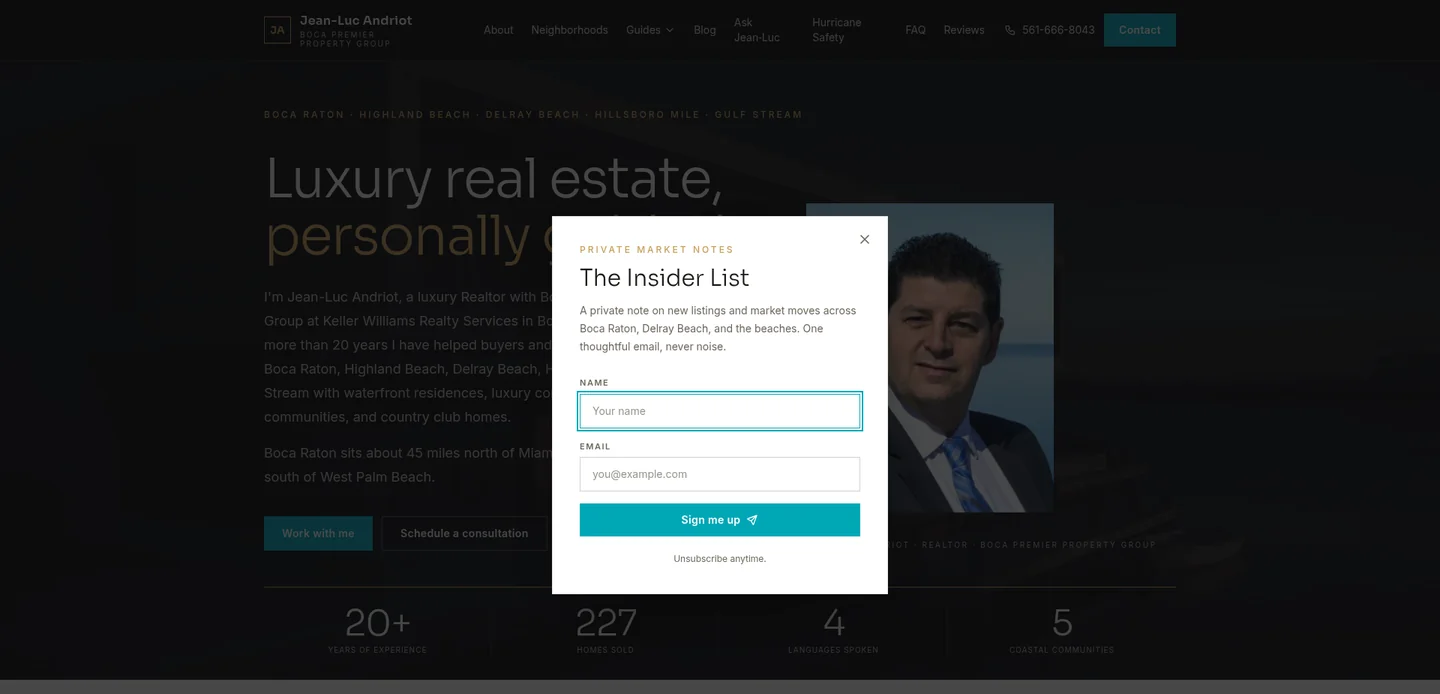 JA
Jean-Luc Andriot
BOCA PREMIER
PROPERTY GROUP
About
Neighborhoods
Guides
Blog
Ask
Jean-Luc
Hurricane
Safety
FAQ
Reviews
561-666-8043
Contact
BOCA RATON · HIGHLAND BEACH · DELRAY BEACH · HILLSBORO MILE · GULF STREAM
Luxury real estate,
personally
I'm Jean-Luc Andriot, a luxury Realtor with
Group at Keller Williams Realty Services in
more than 20 years I have helped buyers and
Boca Raton, Highland Beach, Delray Beach,
Stream with waterfront residences, luxury
communities, and country club homes.
Boca Raton sits about 45 miles north of
south of West Palm Beach.
Work with me
Schedule a consultation
PRIVATE MARKET NOTES
The Insider List
A private note on new listings and market moves across
Boca Raton, Delray Beach, and the beaches. One
thoughtful email, never noise.
NAME
Your name
EMAIL
you@example.com
Sign me up
Unsubscribe anytime.
· REALTOR · BOCA PREMIER PROPERTY GROUP
20+
YEARS OF EXPERIENCE
227
HOMES SOLD
4
LANGUAGES SPOKEN
5
COASTAL COMMUNITIES